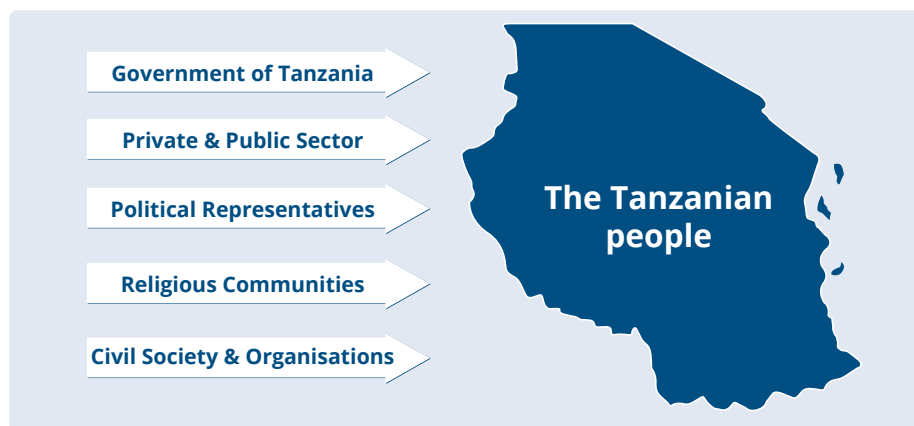 Government of Tanzania
Private & Public Sector
Political Representatives
Religious Communities
Civil Society & Organisations
The Tanzanian
people